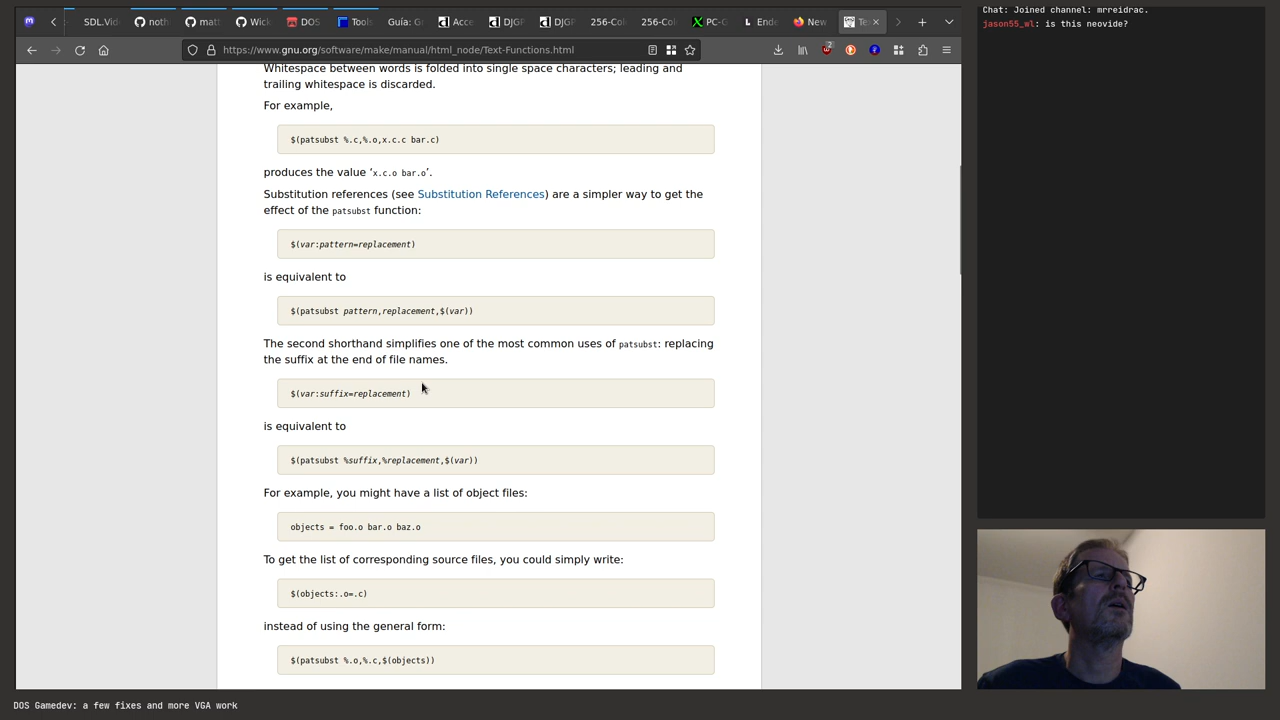 SDL.Vid
noth
mat
Wick
DOS
Tools
Guía: G
Acce
DJGP
DJGP
256-Col
256-Col
PC-G
Ende
New
Te
https://www.gnu.org/software/make/manual/html_node/Text-Functions.html
2
Whitespace between words is folded into single space characters; leading and
trailing whitespace is discarded.
For example,
$(patsubst %.c,%.o,x.c.c bar.c)
produces the value ‘x.c.o bar.o’.
Substitution references (see Substitution References) are a simpler way to get the
effect of the patsubst function:
$(var:pattern=replacement)
is equivalent to
$(patsubst pattern,replacement,$(var))
The second shorthand simplifies one of the most common uses of patsubst: replacing
the suffix at the end of file names.
$(var:suffix=replacement)
is equivalent to
$(patsubst %suffix,%replacement,$(var))
For example, you might have a list of object files:
objects = foo.o bar.o baz.o
To get the list of corresponding source files, you could simply write:
$(objects:.o=.c)
instead of using the general form:
$(patsubst %.o,%.c,$(objects))
Chat: Joined channel: mrreidrac.
jason55_wl: is this neovide?
DOS Gamedev: a few fixes and more VGA work